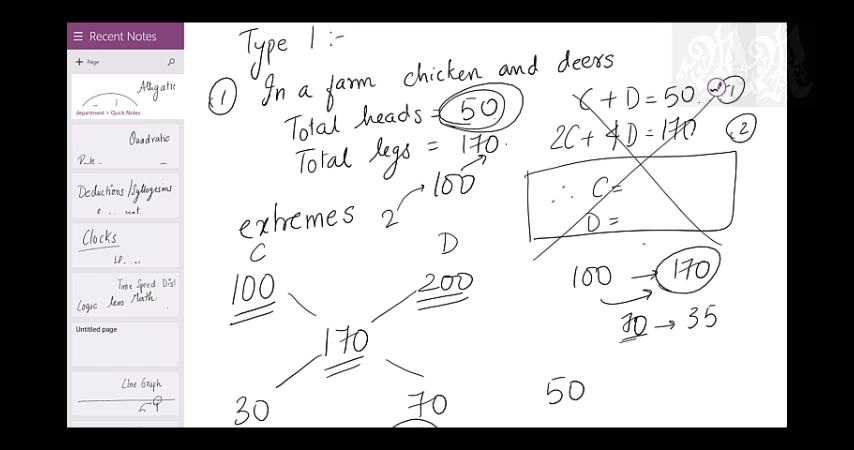 Recent Notes
+ Page
Alligatio
department > Quick Notes
Quadratic
Deductions/Syllogisms
Clocks
Time Speed Dist
Logic less Math.
Untitled page
Line Graph
Type 1 :-
① In a farm chicken and deers
Total heads = 50
Total legs = 170.
100
2
extremes
C + D = 50. 1
2C + 4D = 170 2
∴ C =
D =
C D
100 200
170
30 70
100 → 170
70 → 35
50